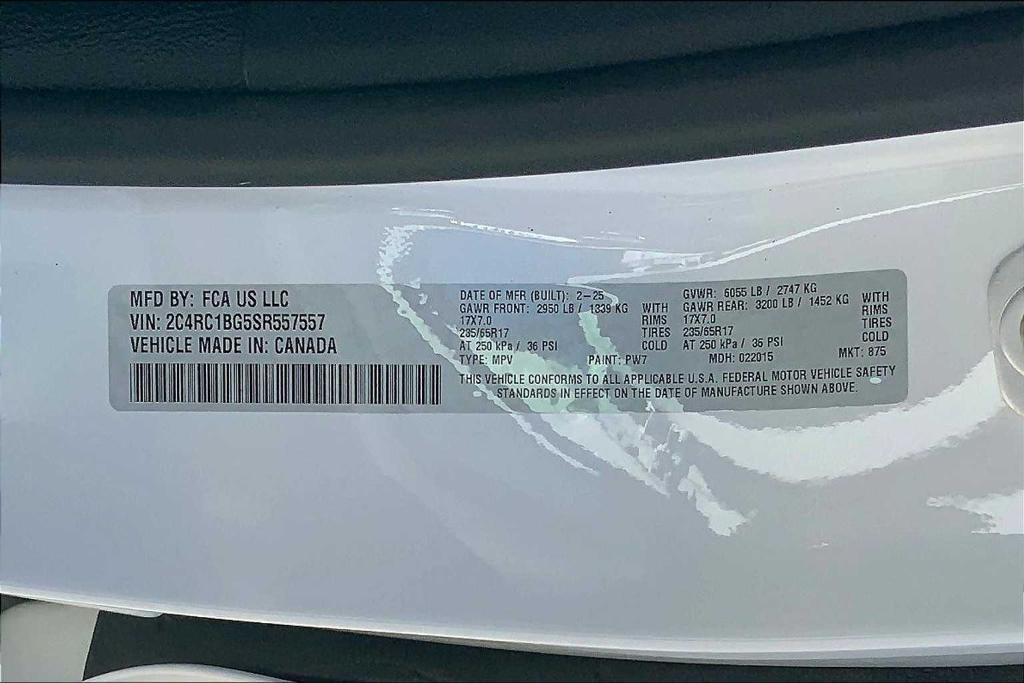 MFD BY: FCA US LLC
VIN: 2C4RC1BG5SR557557
VEHICLE MADE IN: CANADA
DATE OF MFR (BUILT): 2-25
GAWR FRONT: 2950 LB / 1339 KG WITH
17X7.0 RIMS
235/65R17 TIRES
AT 250 kPa / 36 PSI COLD
TYPE: MPV PAINT: PW7
GVWR: 6055 LB / 2747 KG
GAWR REAR: 3200 LB / 1452 KG WITH
17X7.0 RIMS
235/65R17 TIRES
AT 250 kPa / 36 PSI COLD
MDH: 022015 MKT: 875
THIS VEHICLE CONFORMS TO ALL APPLICABLE U.S.A. FEDERAL MOTOR VEHICLE SAFETY
STANDARDS IN EFFECT ON THE DATE OF MANUFACTURE SHOWN ABOVE.